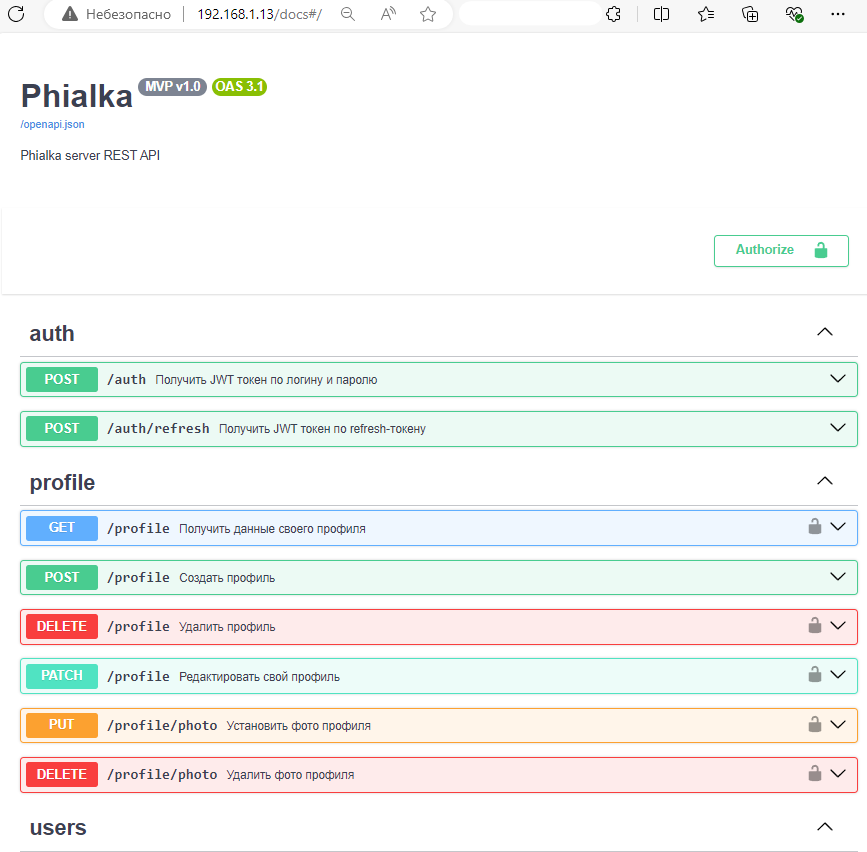 Небезопасно 192.168.1.13/docs#/
Phialka MVP v1.0 OAS 3.1
/openapi.json
Phialka server REST API
Authorize
auth
POST /auth Получить JWT токен по логину и паролю
POST /auth/refresh Получить JWT токен по refresh-токену
profile
GET /profile Получить данные своего профиля
POST /profile Создать профиль
DELETE /profile Удалить профиль
PATCH /profile Редактировать свой профиль
PUT /profile/photo Установить фото профиля
DELETE /profile/photo Удалить фото профиля
users